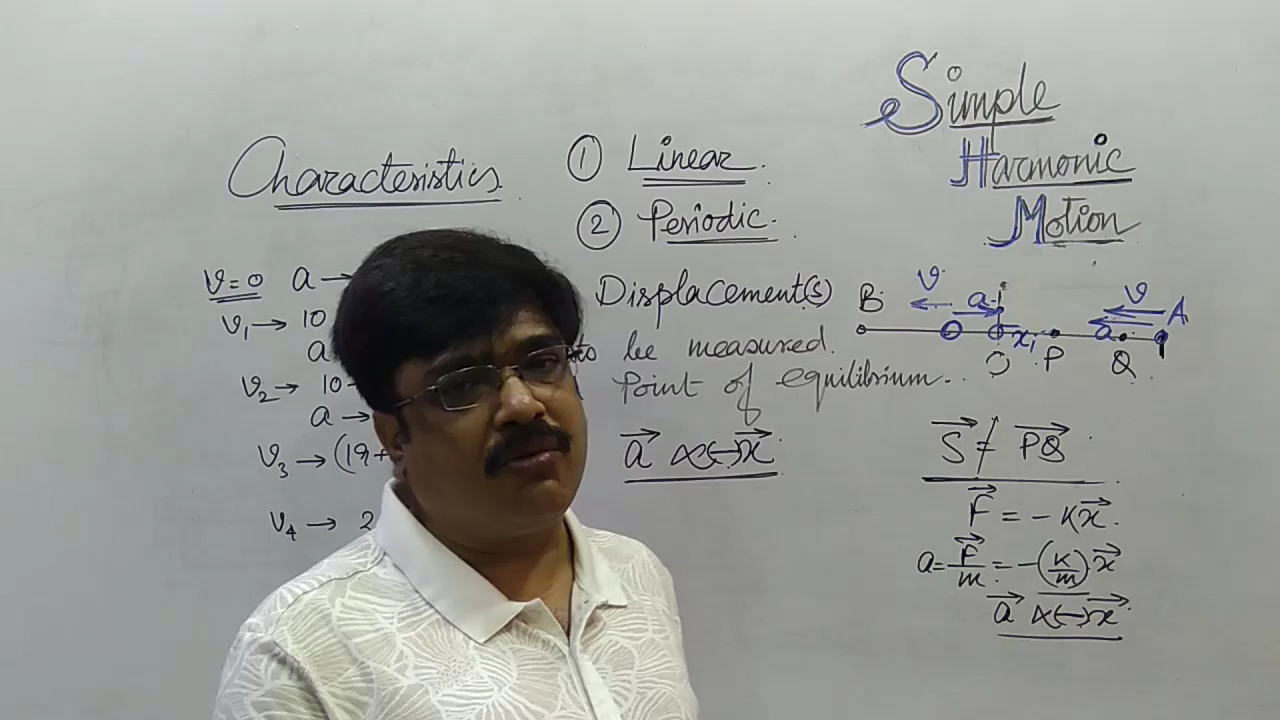 Simple
Harmonic
Motion
Characteristics.
① Linear.
② Periodic.
v=0 a →
v₁ → 10
a
v₂ → 10
a →
v₃ → (19+
v₄ → 2
Displacement(s)
to be measured.
Point of equilibrium.
a⃗ ∝(-)x⃗.
B v a v A
O x₁ P a Q
S⃗ ≠ P⃗Q⃗
F⃗ = -Kx⃗.
a = F⃗/m = -(K/m)x⃗
a⃗ ∝(-)x⃗.